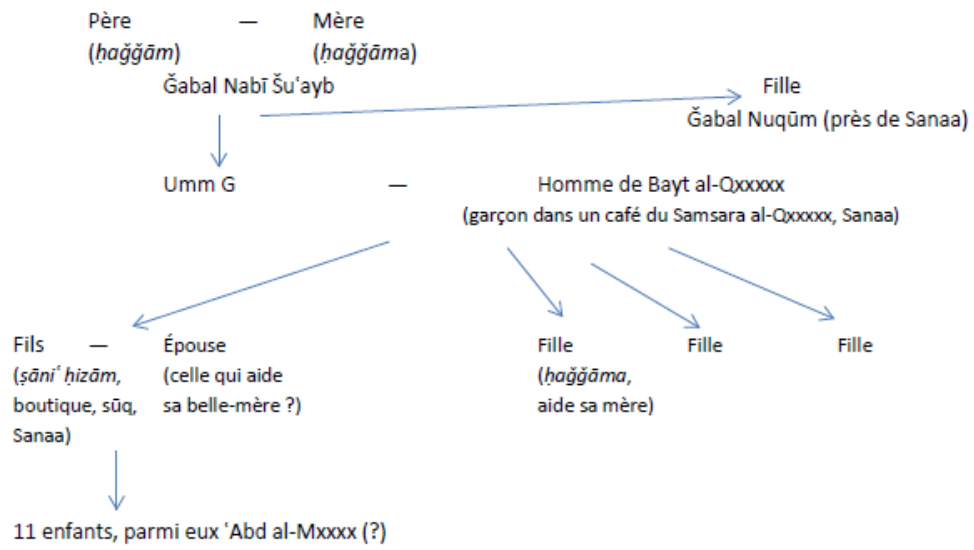 Père — Mère
(ḥaǧǧām) (ḥaǧǧāma)
Ǧabal Nabī Šuʿayb Fille
Ǧabal Nuqūm (près de Sanaa)
Umm G — Homme de Bayt al-Qxxxxx
(garçon dans un café du Samsara al-Qxxxxx, Sanaa)
Fils — Épouse Fille Fille Fille
(ṣāniʿ ḥizām, (celle qui aide (ḥaǧǧāma,
boutique, sūq, sa belle-mère ?) aide sa mère)
Sanaa)
11 enfants, parmi eux ʿAbd al-Mxxxx (?)